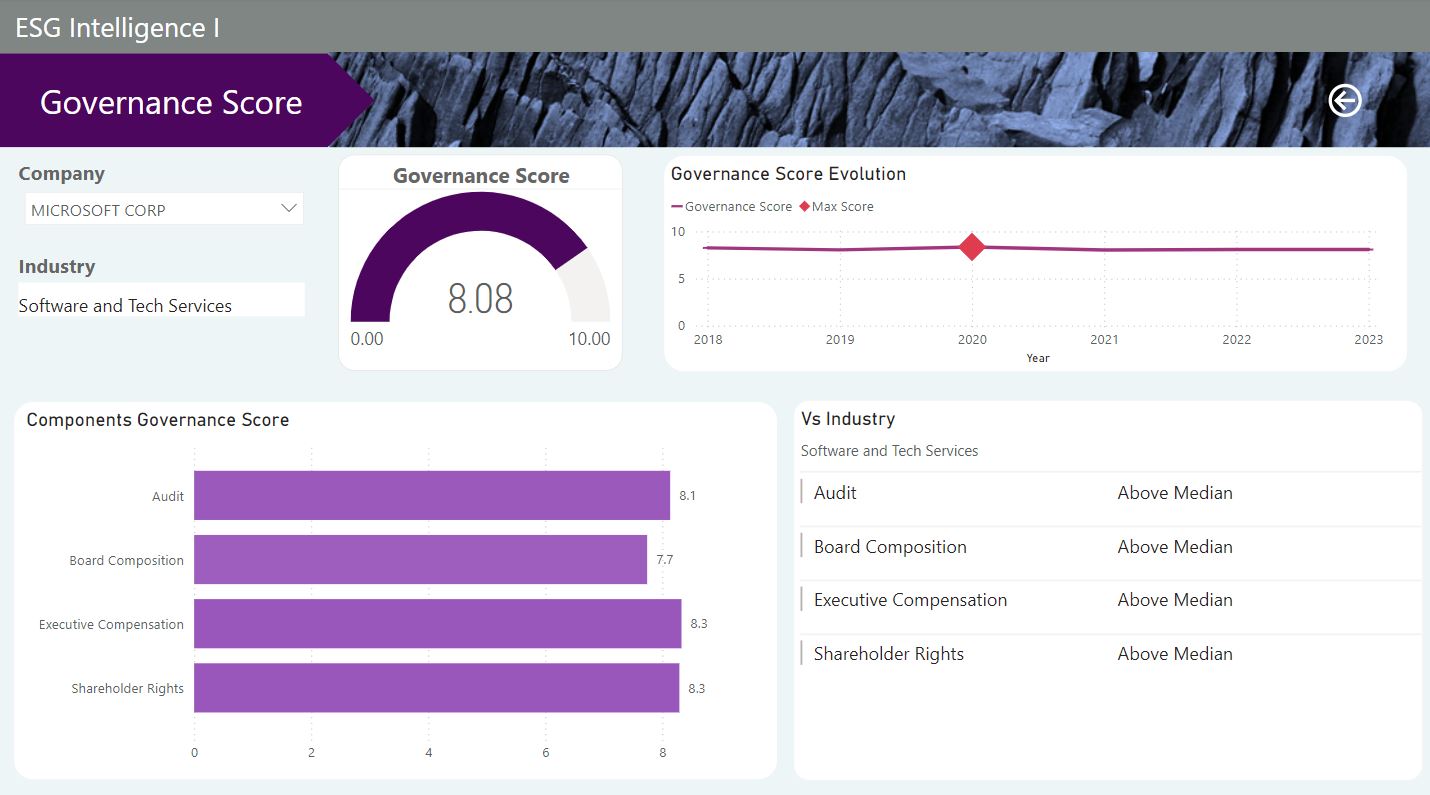 ESG Intelligence I
Governance Score
Company
MICROSOFT CORP
Industry
Software and Tech Services
Governance Score
8.08
0.00 10.00
Governance Score Evolution
Governance Score Max Score
10
5
0
2018 2019 2020 2021 2022 2023
Year
Components Governance Score
Audit 8.1
Board Composition 7.7
Executive Compensation 8.3
Shareholder Rights 8.3
0 2 4 6 8
Vs Industry
Software and Tech Services
Audit Above Median
Board Composition Above Median
Executive Compensation Above Median
Shareholder Rights Above Median